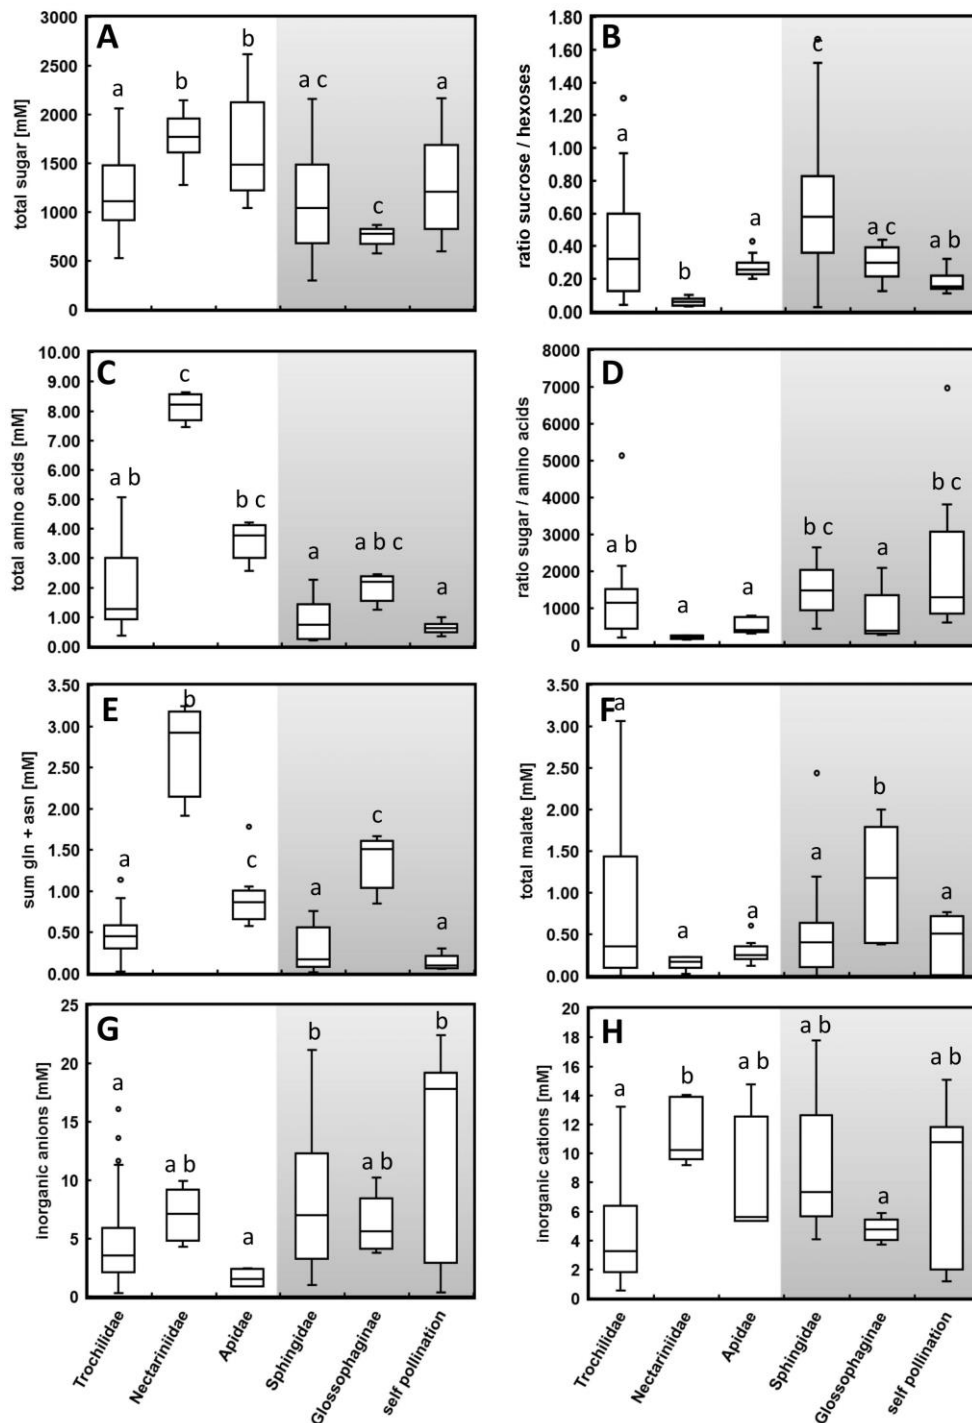 A
total sugar [mM]
3000
2500
2000
1500
1000
500
0
a
b
b
a c
c
a
B
ratio sucrose / hexoses
1.80
1.60
1.40
1.20
1.00
0.80
0.60
0.40
0.20
0.00
a
b
a
c
a c
a b
C
total amino acids [mM]
10.00
9.00
8.00
7.00
6.00
5.00
4.00
3.00
2.00
1.00
0.00
a b
c
b c
a
a b c
a
D
ratio sugar / amino acids
8000
7000
6000
5000
4000
3000
2000
1000
0
a b
a
a
b c
a
b c
E
sum gln + asn [mM]
3.50
3.00
2.50
2.00
1.50
1.00
0.50
0.00
a
b
c
a
c
a
F
total malate [mM]
3.50
3.00
2.50
2.00
1.50
1.00
0.50
0.00
a
a
a
a
b
a
G
inorganic anions [mM]
25
20
15
10
5
0
a
a b
a
b
a b
b
Trochilidae
Nectariniidae
Apidae
Sphingidae
Glossophaginae
self pollination
H
inorganic cations [mM]
20
18
16
14
12
10
8
6
4
2
0
a
b
a b
a b
a
a b
Trochilidae
Nectariniidae
Apidae
Sphingidae
Glossophaginae
self pollination